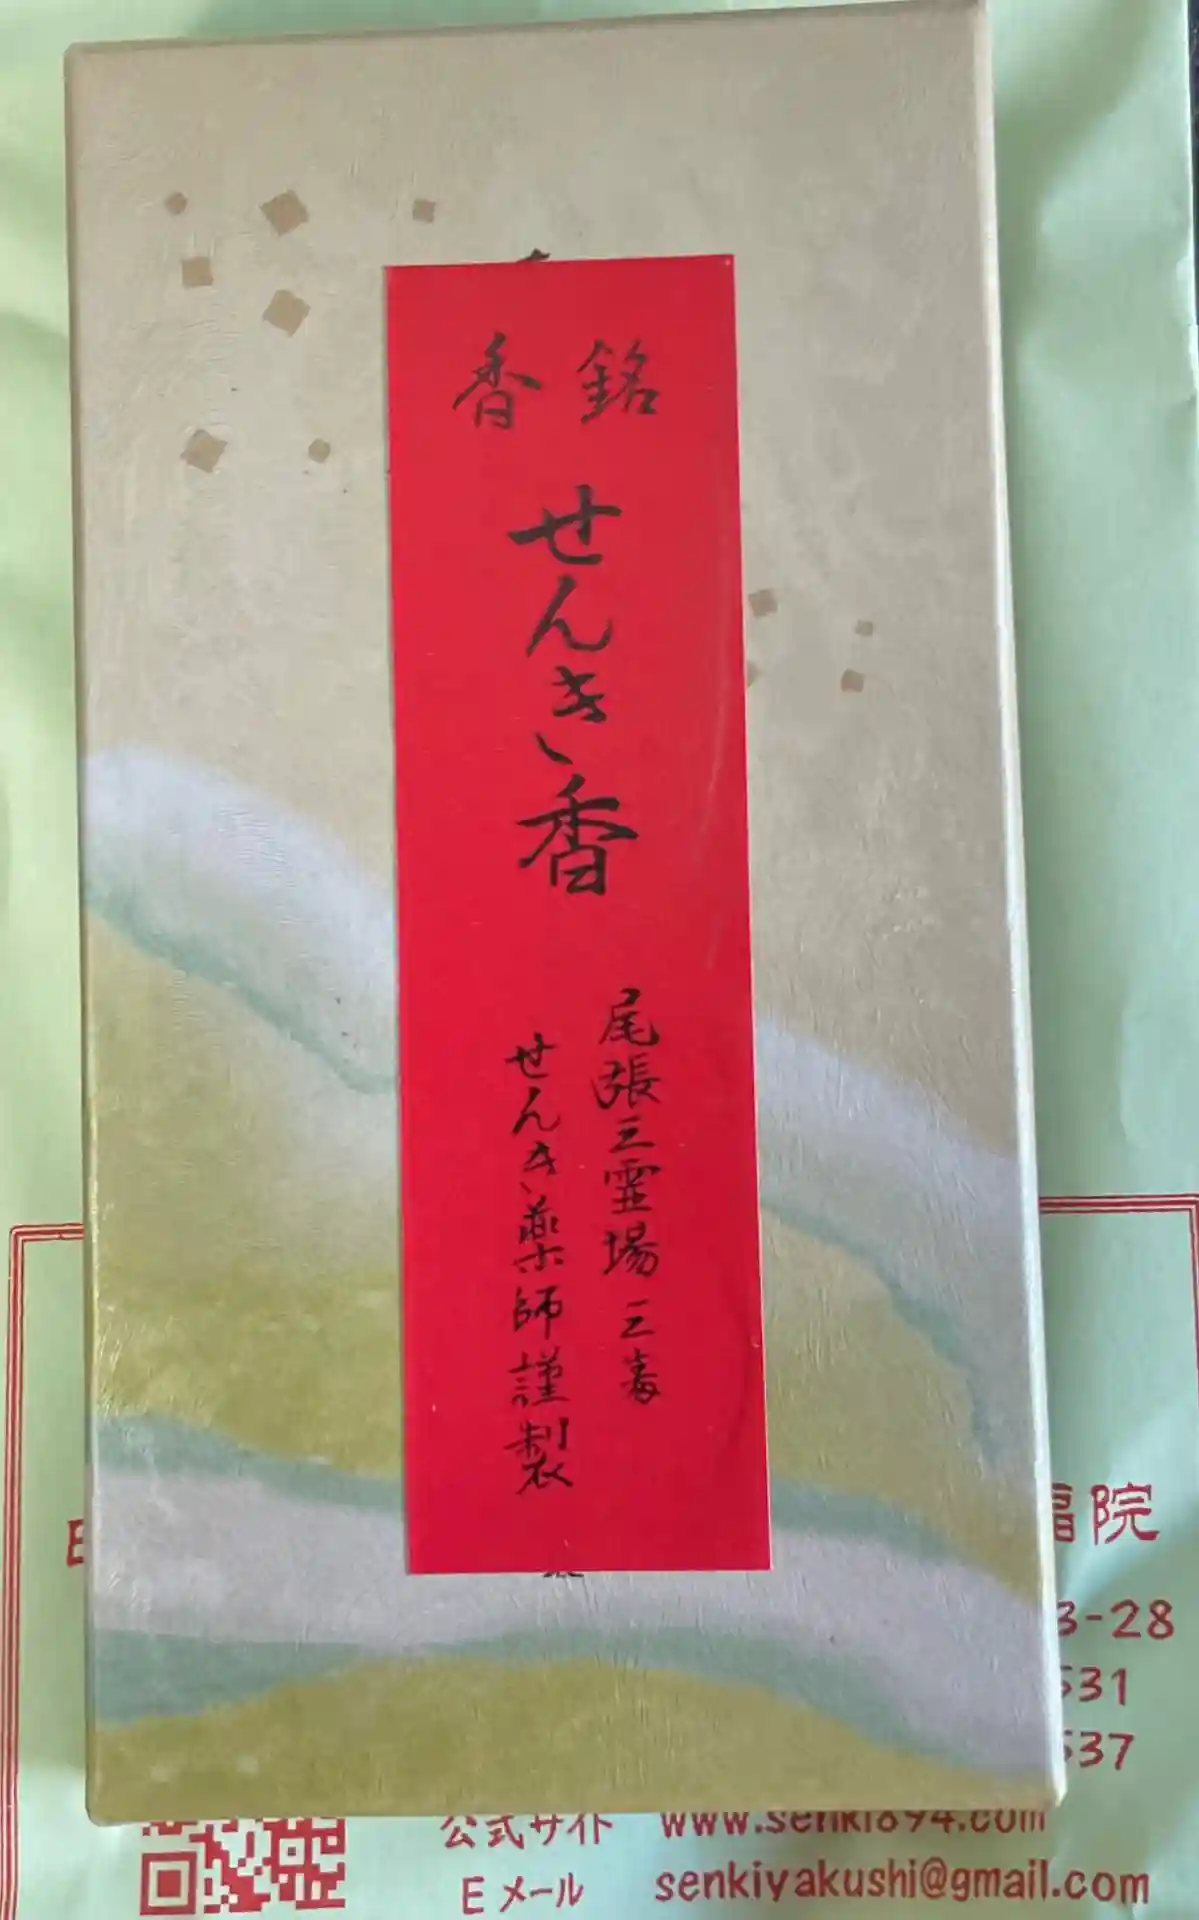 銘香
せんき香
尾張三霊場 三毒
せんき薬師謹製
福院
3-28
531
537
公式サイト www.senki894.com
Eメール senkiyakushi@gmail.com